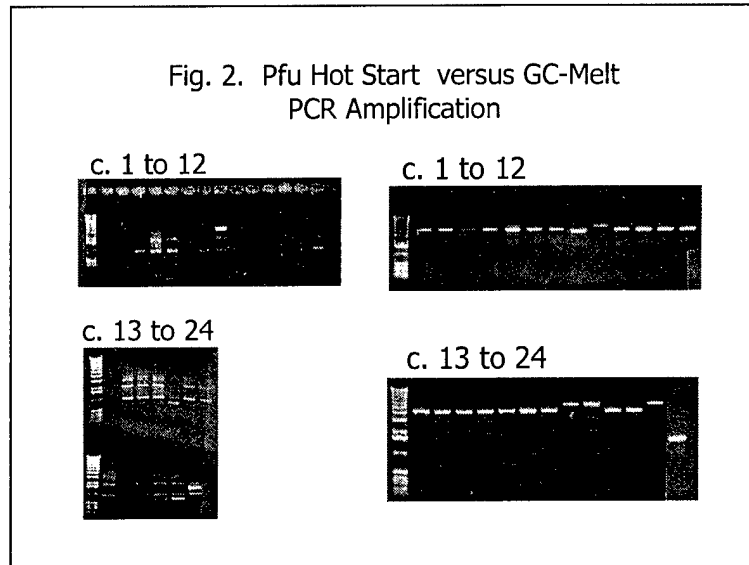 Fig. 2. Pfu Hot Start versus GC-Melt
PCR Amplification
c. 1 to 12
c. 1 to 12
c. 13 to 24
c. 13 to 24